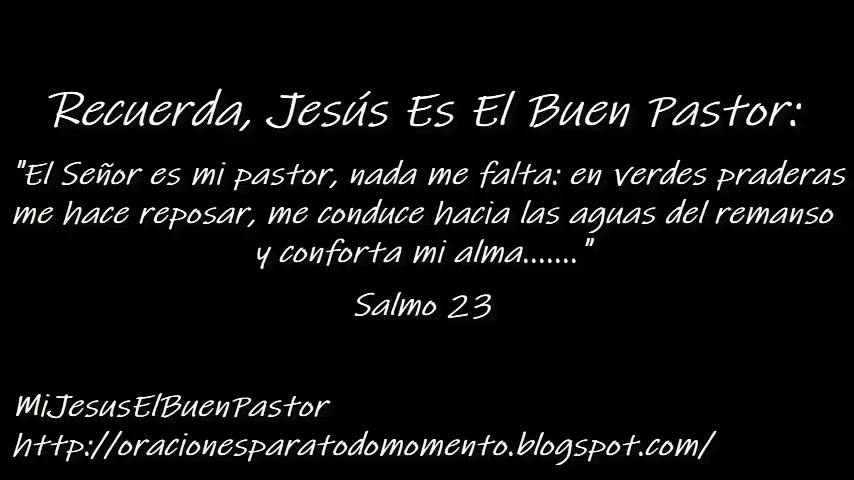 Recuerda, Jesús Es El Buen Pastor:
"El Señor es mi pastor, nada me falta: en verdes praderas
me hace reposar, me conduce hacia las aguas del remanso
y conforta mi alma......."
Salmo 23
MiJesusElBuenPastor
http://oracionesparatodomomento.blogspot.com/